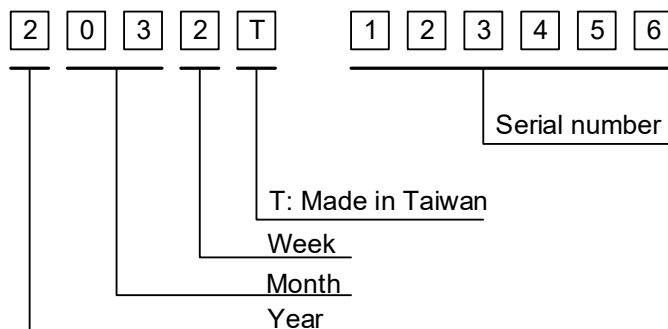 2 0 3 2 T 1 2 3 4 5 6
Serial number
T: Made in Taiwan
Week
Month
Year